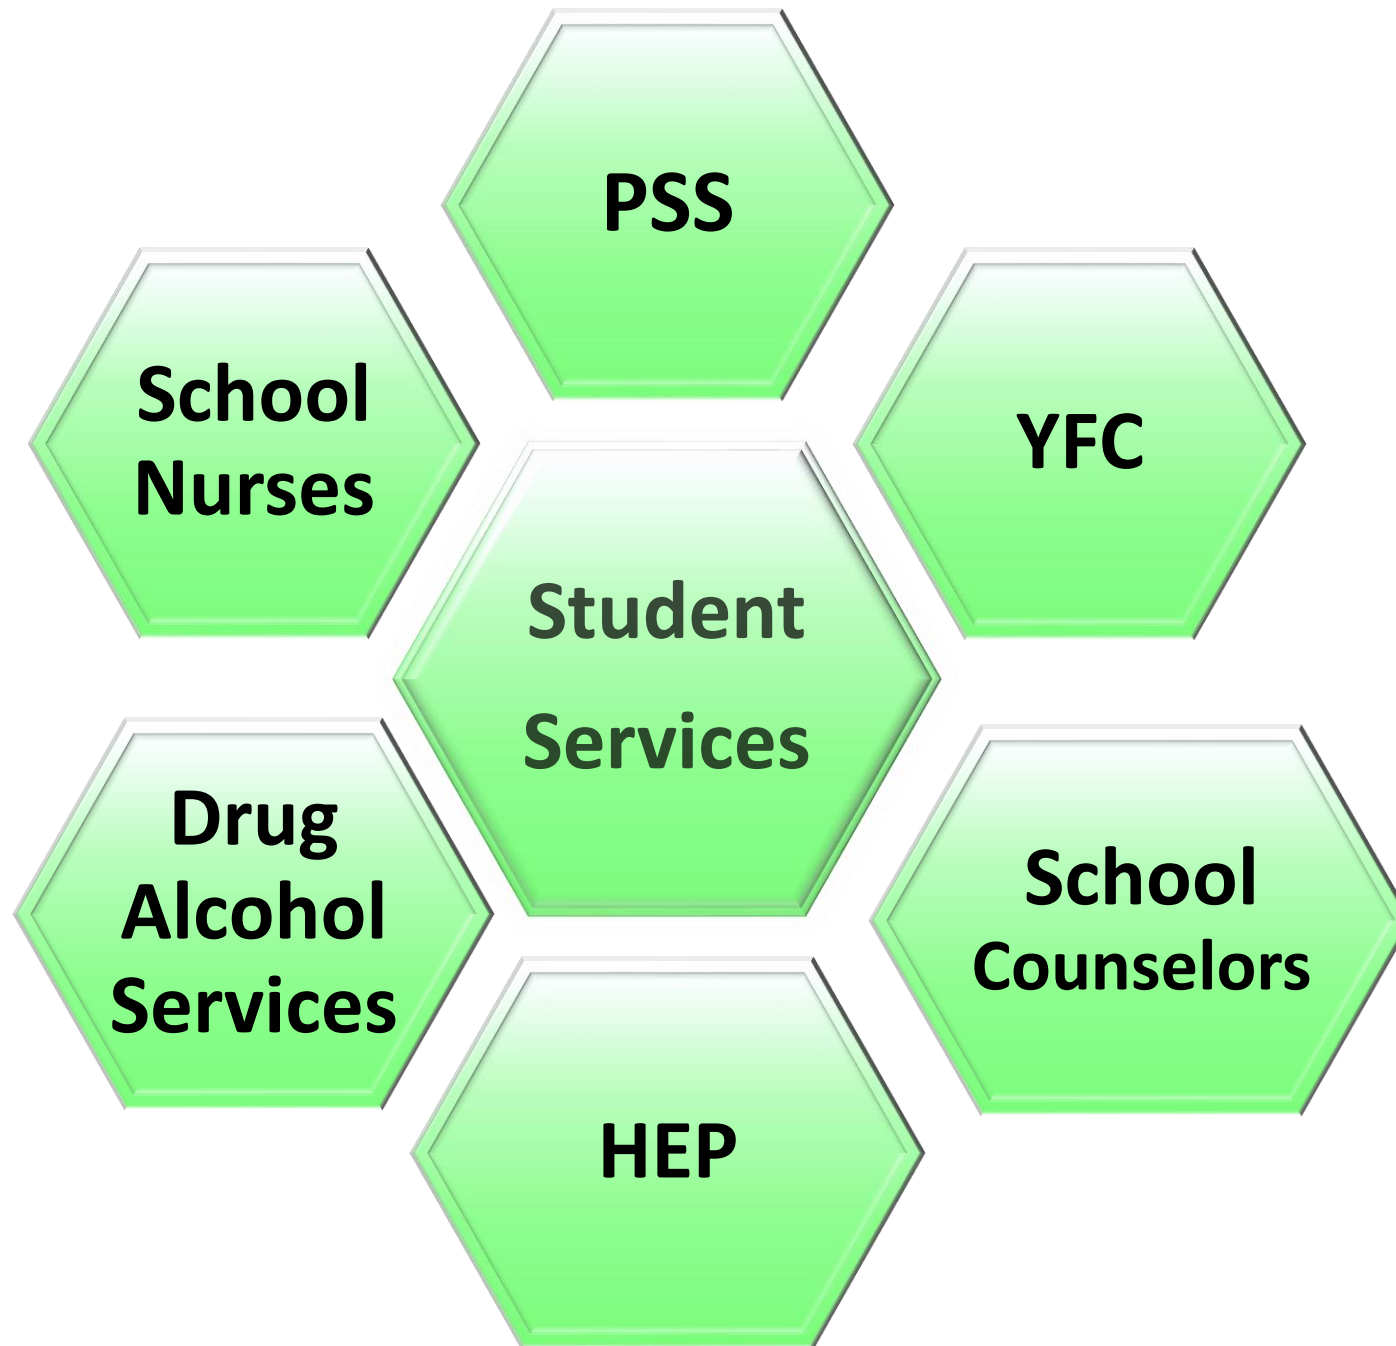 PSS
School
Nurses
YFC
Student
Services
Drug
Alcohol
Services
School
Counselors
HEP